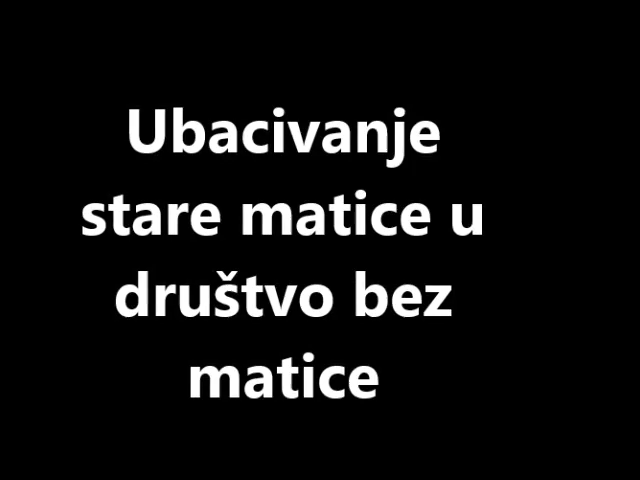 Ubacivanje
stare matice u
društvo bez
matice